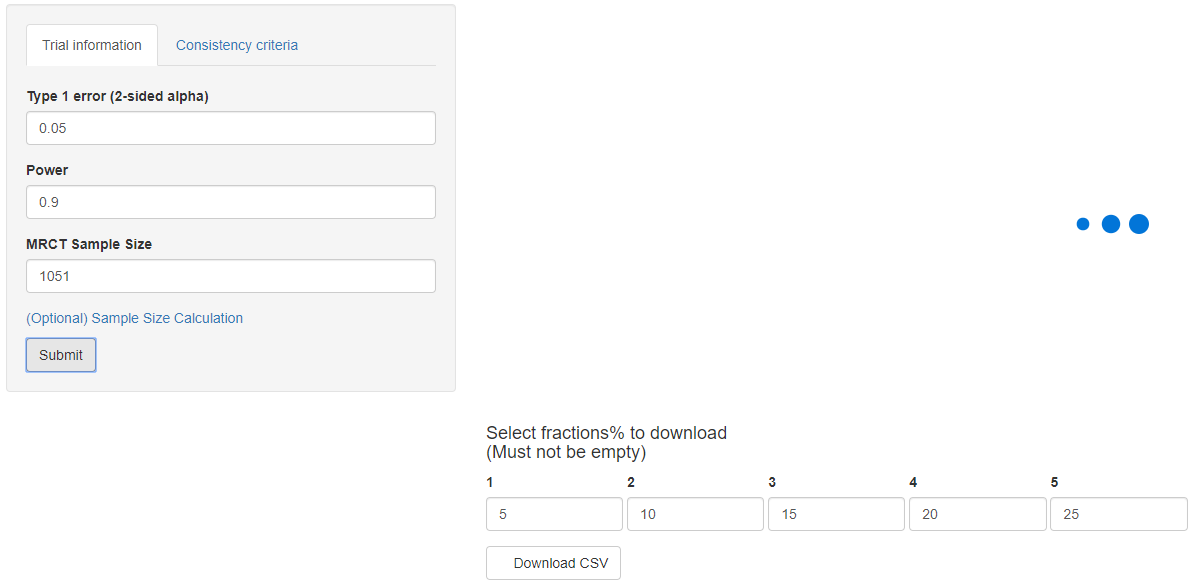 Trial information
Consistency criteria
Type 1 error (2-sided alpha)
0.05
Power
0.9
MRCT Sample Size
1051
(Optional) Sample Size Calculation
Submit
Select fractions% to download
(Must not be empty)
1 2 3 4 5
5 10 15 20 25
Download CSV